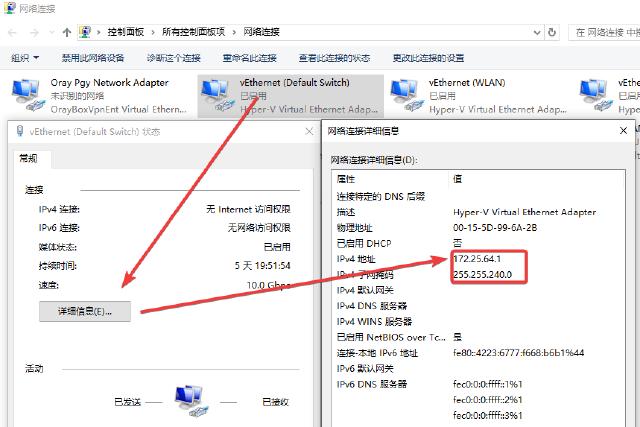 网络连接
控制面板 › 所有控制面板项 › 网络连接
在 网络连接 中搜
组织
禁用此网络设备
诊断这个连接
重命名此连接
查看此连接的状态
更改此连接的设置
Oray Pgy Network Adapter
未识别的网络
OrayBoxVpnEnt Virtual Ethern...
vEthernet (Default Switch)
已启用
Hyper-V Virtual Ethernet Adap...
vEthernet (WLAN)
已启用
Hyper-V Virtual Ethernet Adap...
vEthernet (Default Switch) 状态
常规
连接
IPv4 连接: 无 Internet 访问权限
IPv6 连接: 无网络访问权限
媒体状态: 已启用
持续时间: 5 天 19:51:54
速度: 10.0 Gbps
详细信息(E)...
活动
已发送
已接收
网络连接详细信息
网络连接详细信息(D):
属性 值
连接特定的 DNS 后缀
描述 Hyper-V Virtual Ethernet Adapter
物理地址 00-15-5D-99-6A-2B
已启用 DHCP 否
IPv4 地址 172.25.64.1
IPv4 子网掩码 255.255.240.0
IPv4 默认网关
IPv4 DNS 服务器
IPv4 WINS 服务器
已启用 NetBIOS over Tc... 是
连接-本地 IPv6 地址 fe80::4223:6777:f668:b6b1%44
IPv6 默认网关
IPv6 DNS 服务器 fec0:0:0:ffff::1%1
fec0:0:0:ffff::2%1
fec0:0:0:ffff::3%1